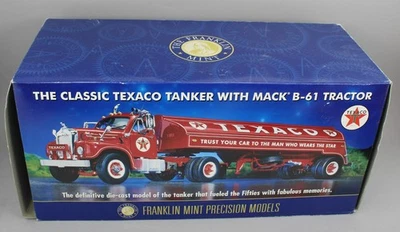 THE FRANKLIN
MINT
THE CLASSIC TEXACO TANKER WITH MACK® B-61 TRACTOR
TEXACO
TEXACO
TRUST YOUR CAR TO THE MAN WHO WEARS THE STAR
The definitive die-cast model of the tanker that fueled the Fifties with fabulous memories.
FRANKLIN MINT PRECISION MODELS